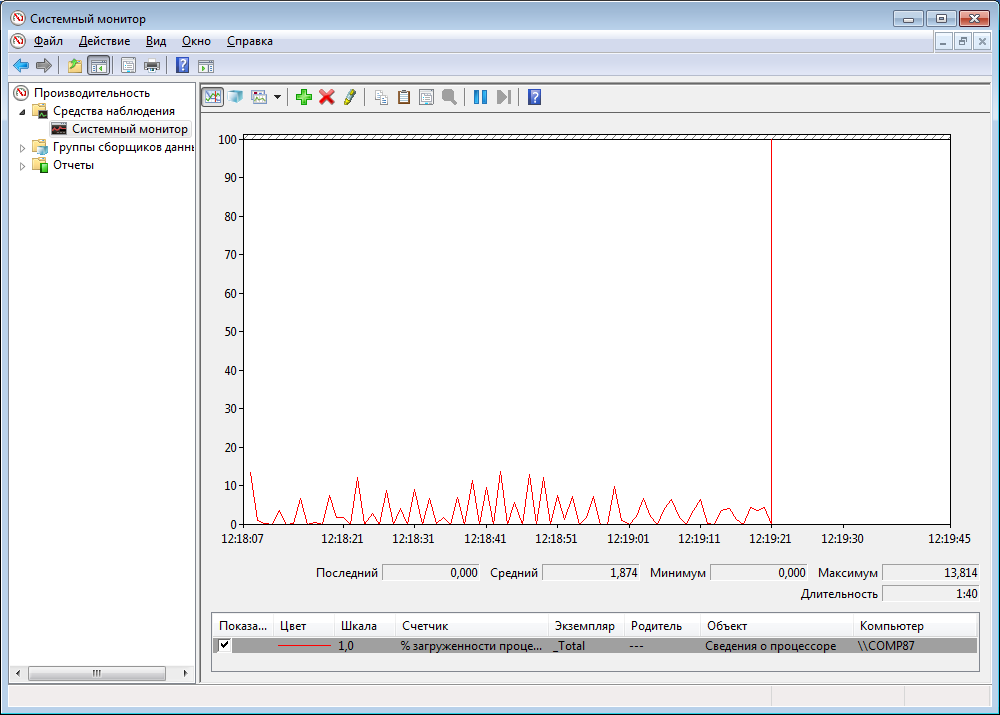 Системный монитор
Файл Действие Вид Окно Справка
Производительность
Средства наблюдения
Системный монитор
Группы сборщиков данн
Отчеты
100
90
80
70
60
50
40
30
20
10
0
12:18:07 12:18:21 12:18:31 12:18:41 12:18:51 12:19:01 12:19:11 12:19:21 12:19:30 12:19:45
Последний 0,000 Средний 1,874 Минимум 0,000 Максимум 13,814
Длительность 1:40
Показа... Цвет Шкала Счетчик Экземпляр Родитель Объект Компьютер
1,0 % загруженности проце... _Total --- Сведения о процессоре \\COMP87